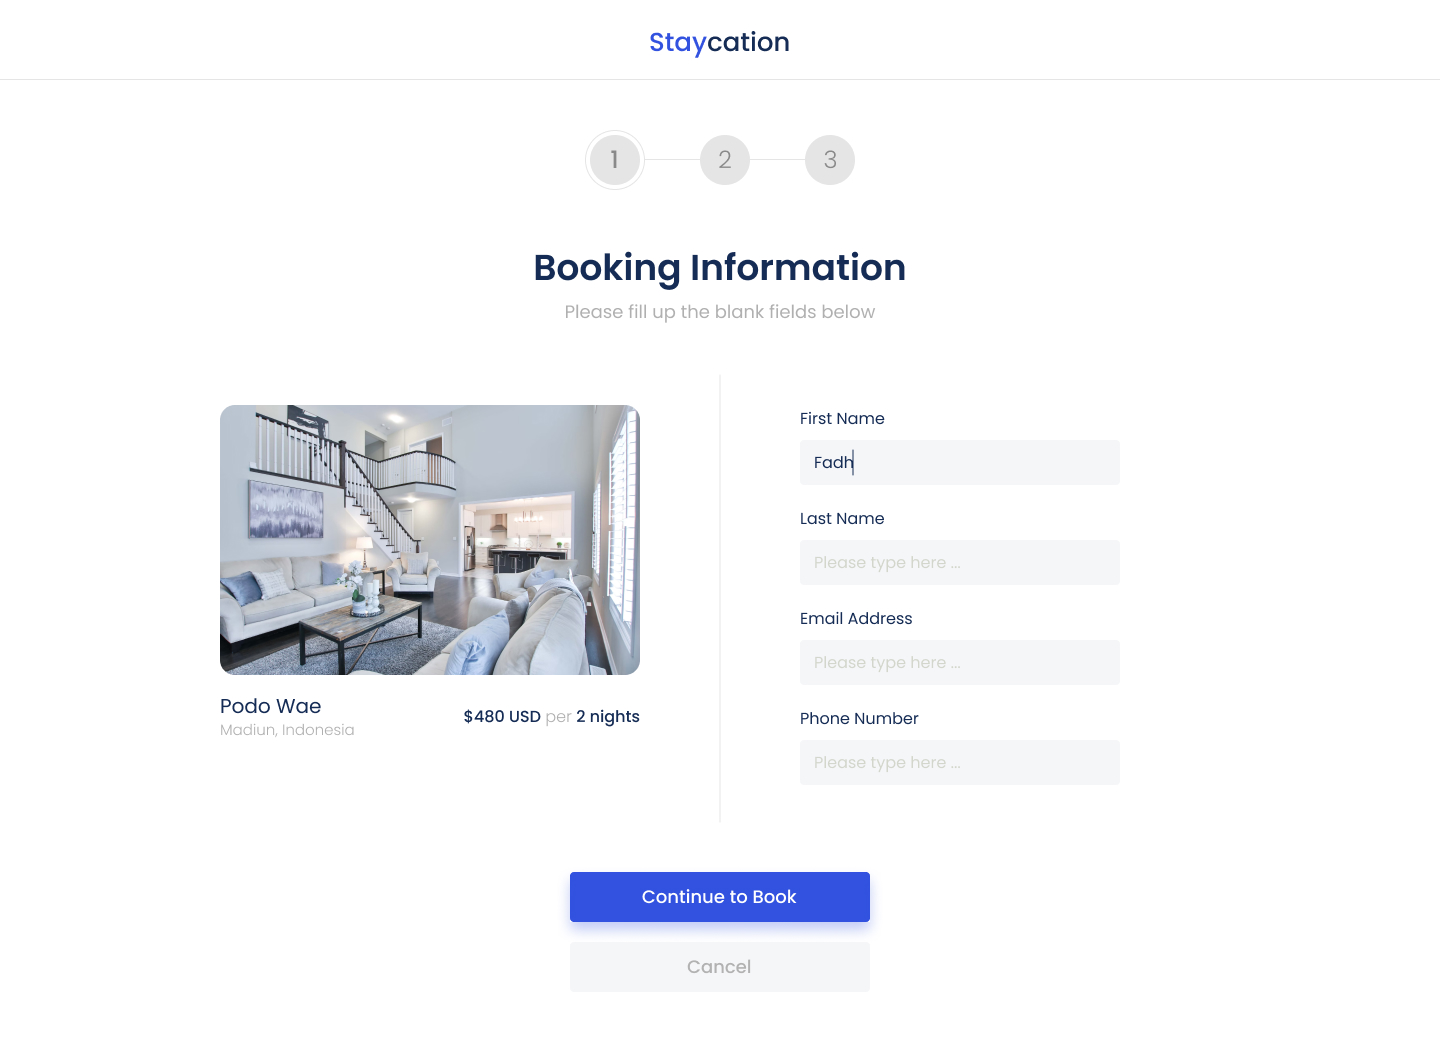 Staycation
1 2 3
Booking Information
Please fill up the blank fields below
Podo Wae
Madiun, Indonesia
$480 USD per 2 nights
First Name
Fadh
Last Name
Please type here ...
Email Address
Please type here ...
Phone Number
Please type here ...
Continue to Book
Cancel